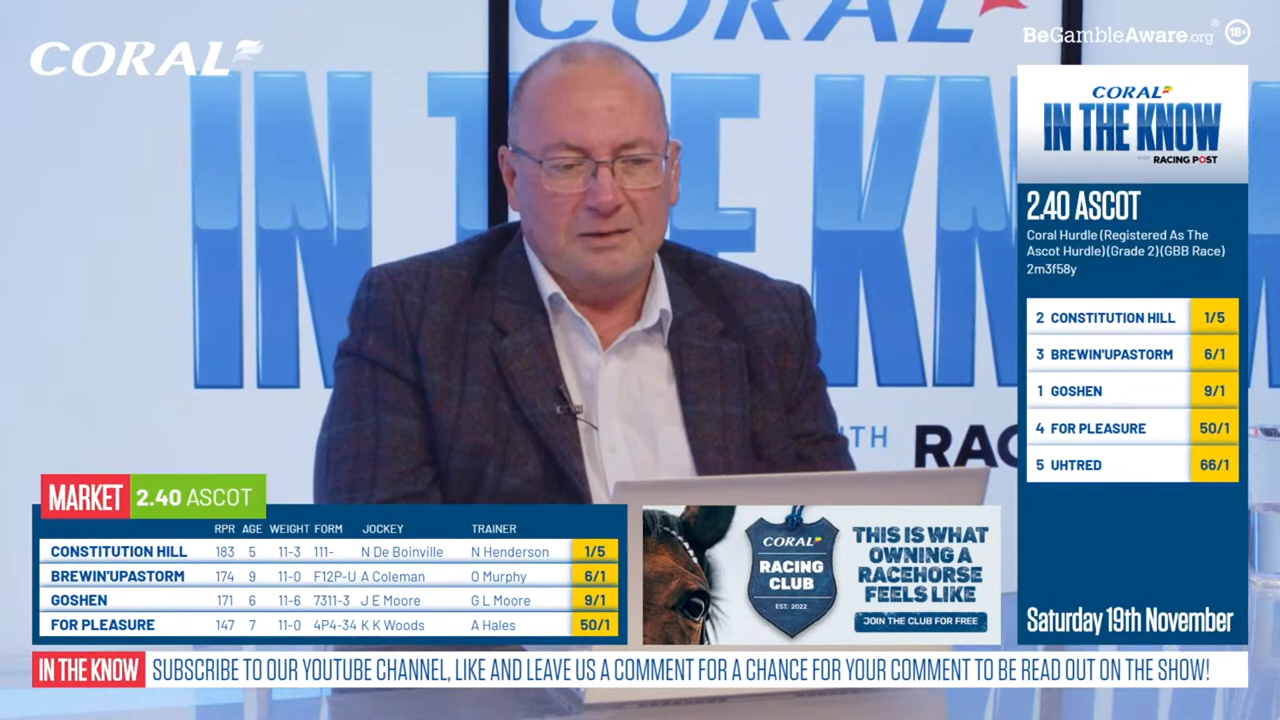 CORAL
CORAL
BeGambleAware.org® 18+
IN THE KNOW
CORAL
IN THE KNOW
WITH RACING POST
2.40 ASCOT
Coral Hurdle (Registered As The
Ascot Hurdle) (Grade 2) (GBB Race)
2m3f58y
2 CONSTITUTION HILL 1/5
3 BREWIN'UPASTORM 6/1
1 GOSHEN 9/1
4 FOR PLEASURE 50/1
5 UHTRED 66/1
Saturday 19th November
MARKET 2.40 ASCOT
RPR AGE WEIGHT FORM JOCKEY TRAINER
CONSTITUTION HILL 183 5 11-3 111- N De Boinville N Henderson 1/5
BREWIN'UPASTORM 174 9 11-0 F12P-U A Coleman O Murphy 6/1
GOSHEN 171 6 11-6 7311-3 J E Moore G L Moore 9/1
FOR PLEASURE 147 7 11-0 4P4-34 K K Woods A Hales 50/1
CORAL
RACING
CLUB
EST. 2022
THIS IS WHAT
OWNING A
RACEHORSE
FEELS LIKE
JOIN THE CLUB FOR FREE
IN THE KNOW SUBSCRIBE TO OUR YOUTUBE CHANNEL, LIKE AND LEAVE US A COMMENT FOR A CHANCE FOR YOUR COMMENT TO BE READ OUT ON THE SHOW!